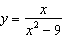 y = x / (x² − 9)